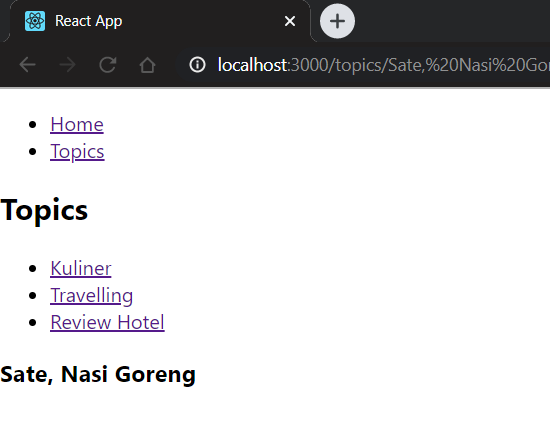 React App
localhost:3000/topics/Sate,%20Nasi%20Gor
Home
Topics
Topics
Kuliner
Travelling
Review Hotel
Sate, Nasi Goreng